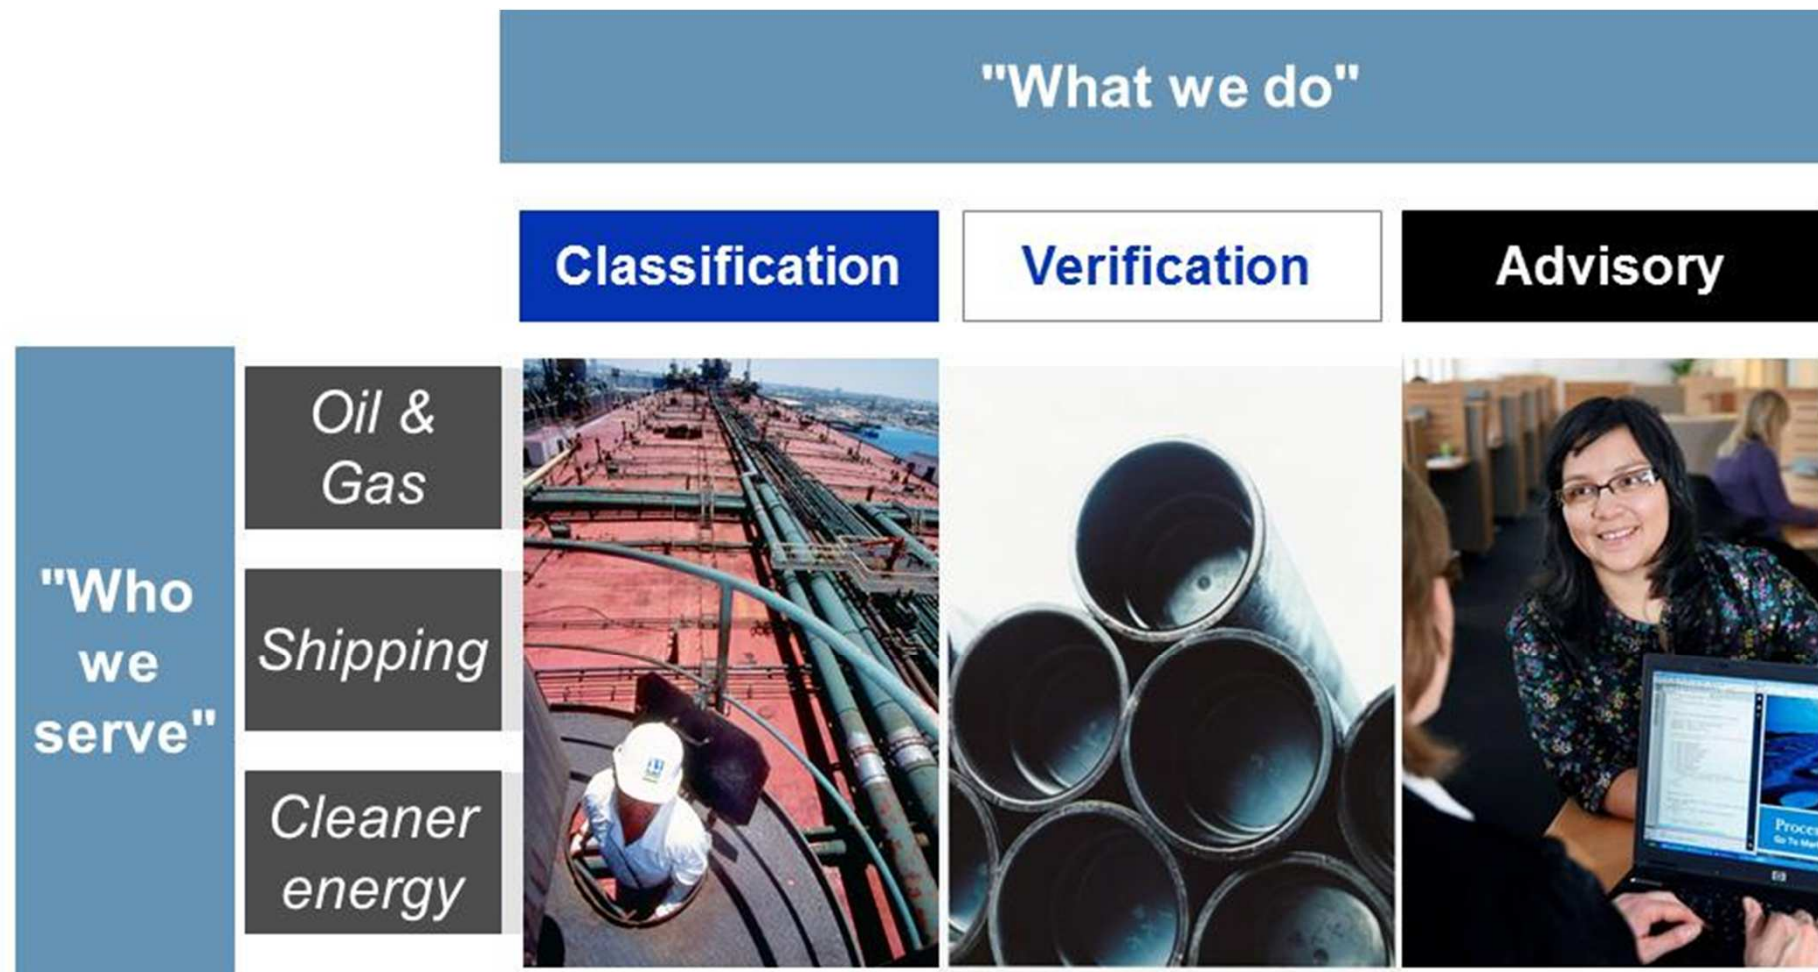 "What we do"
Classification
Verification
Advisory
"Who
we
serve"
Oil &
Gas
Shipping
Cleaner
energy